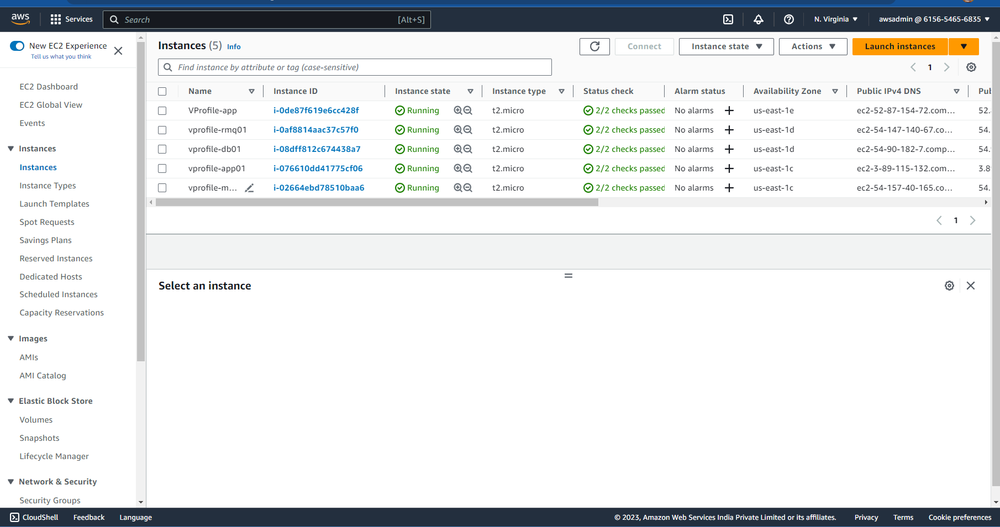 aws
Services
Search [Alt+S]
N. Virginia
awsadmin @ 6156-5465-6835
New EC2 Experience
Tell us what you think
EC2 Dashboard
EC2 Global View
Events
Instances
Instances
Instance Types
Launch Templates
Spot Requests
Savings Plans
Reserved Instances
Dedicated Hosts
Scheduled Instances
Capacity Reservations
Images
AMIs
AMI Catalog
Elastic Block Store
Volumes
Snapshots
Lifecycle Manager
Network & Security
Security Groups
Instances (5) Info
Connect
Instance state
Actions
Launch instances
Find instance by attribute or tag (case-sensitive)
1
Name Instance ID Instance state Instance type Status check Alarm status Availability Zone Public IPv4 DNS Pul
VProfile-app i-0de87f619e6cc428f Running t2.micro 2/2 checks passed No alarms us-east-1e ec2-52-87-154-72.com... 52.
vprofile-rmq01 i-0af8814aac37c57f0 Running t2.micro 2/2 checks passed No alarms us-east-1d ec2-54-147-140-67.co... 54.
vprofile-db01 i-08dff812c674438a7 Running t2.micro 2/2 checks passed No alarms us-east-1d ec2-54-90-182-7.comp... 54.
vprofile-app01 i-076610dd41775cf06 Running t2.micro 2/2 checks passed No alarms us-east-1c ec2-3-89-115-132.com... 3.8
vprofile-m... i-02664ebd78510baa6 Running t2.micro 2/2 checks passed No alarms us-east-1c ec2-54-157-40-165.co... 54.
1
Select an instance
CloudShell Feedback Language
© 2023, Amazon Web Services India Private Limited or its affiliates. Privacy Terms Cookie preferences